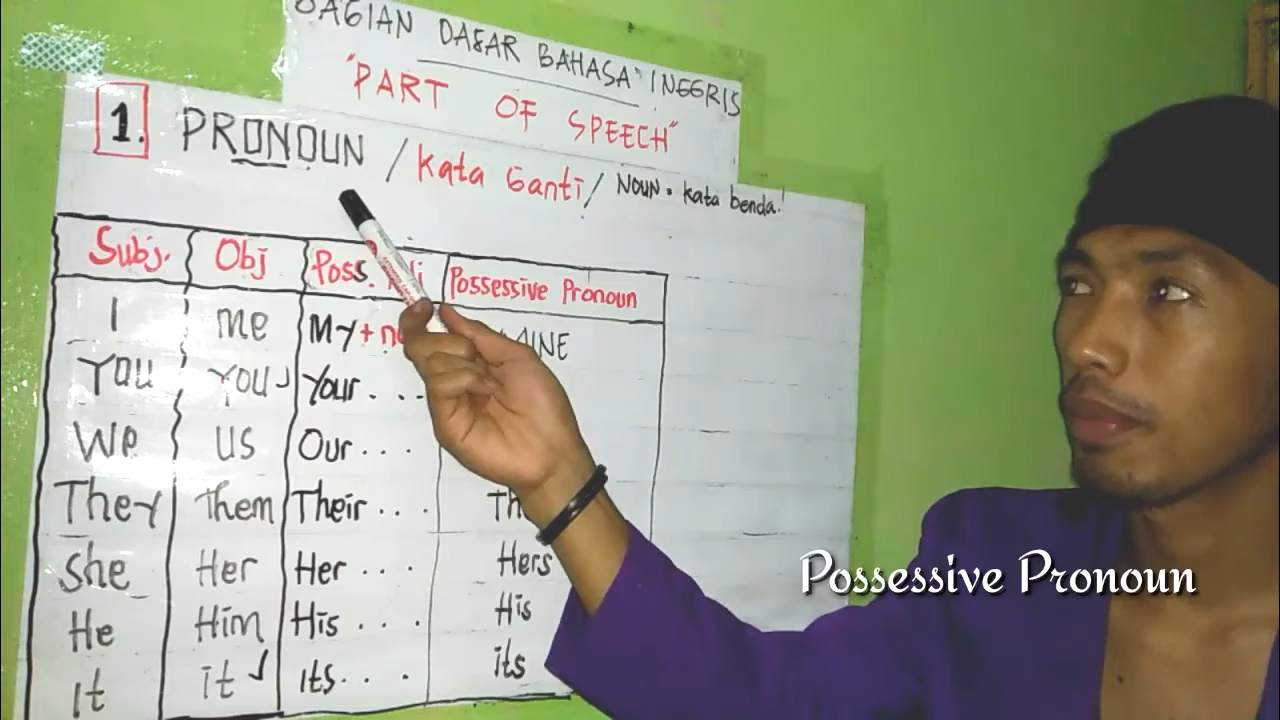 BAGIAN DASAR BAHASA INGGRIS
"PART OF SPEECH"
1. PRONOUN / Kata Ganti / NOUN = kata benda!
Subj. Obj Poss. Possessive Pronoun
I me My +
You You Your . . .
We us Our . . .
They them Their . . .
She Her Her . . . Hers
He Him His . . . His
It it its . . . its
Possessive Pronoun